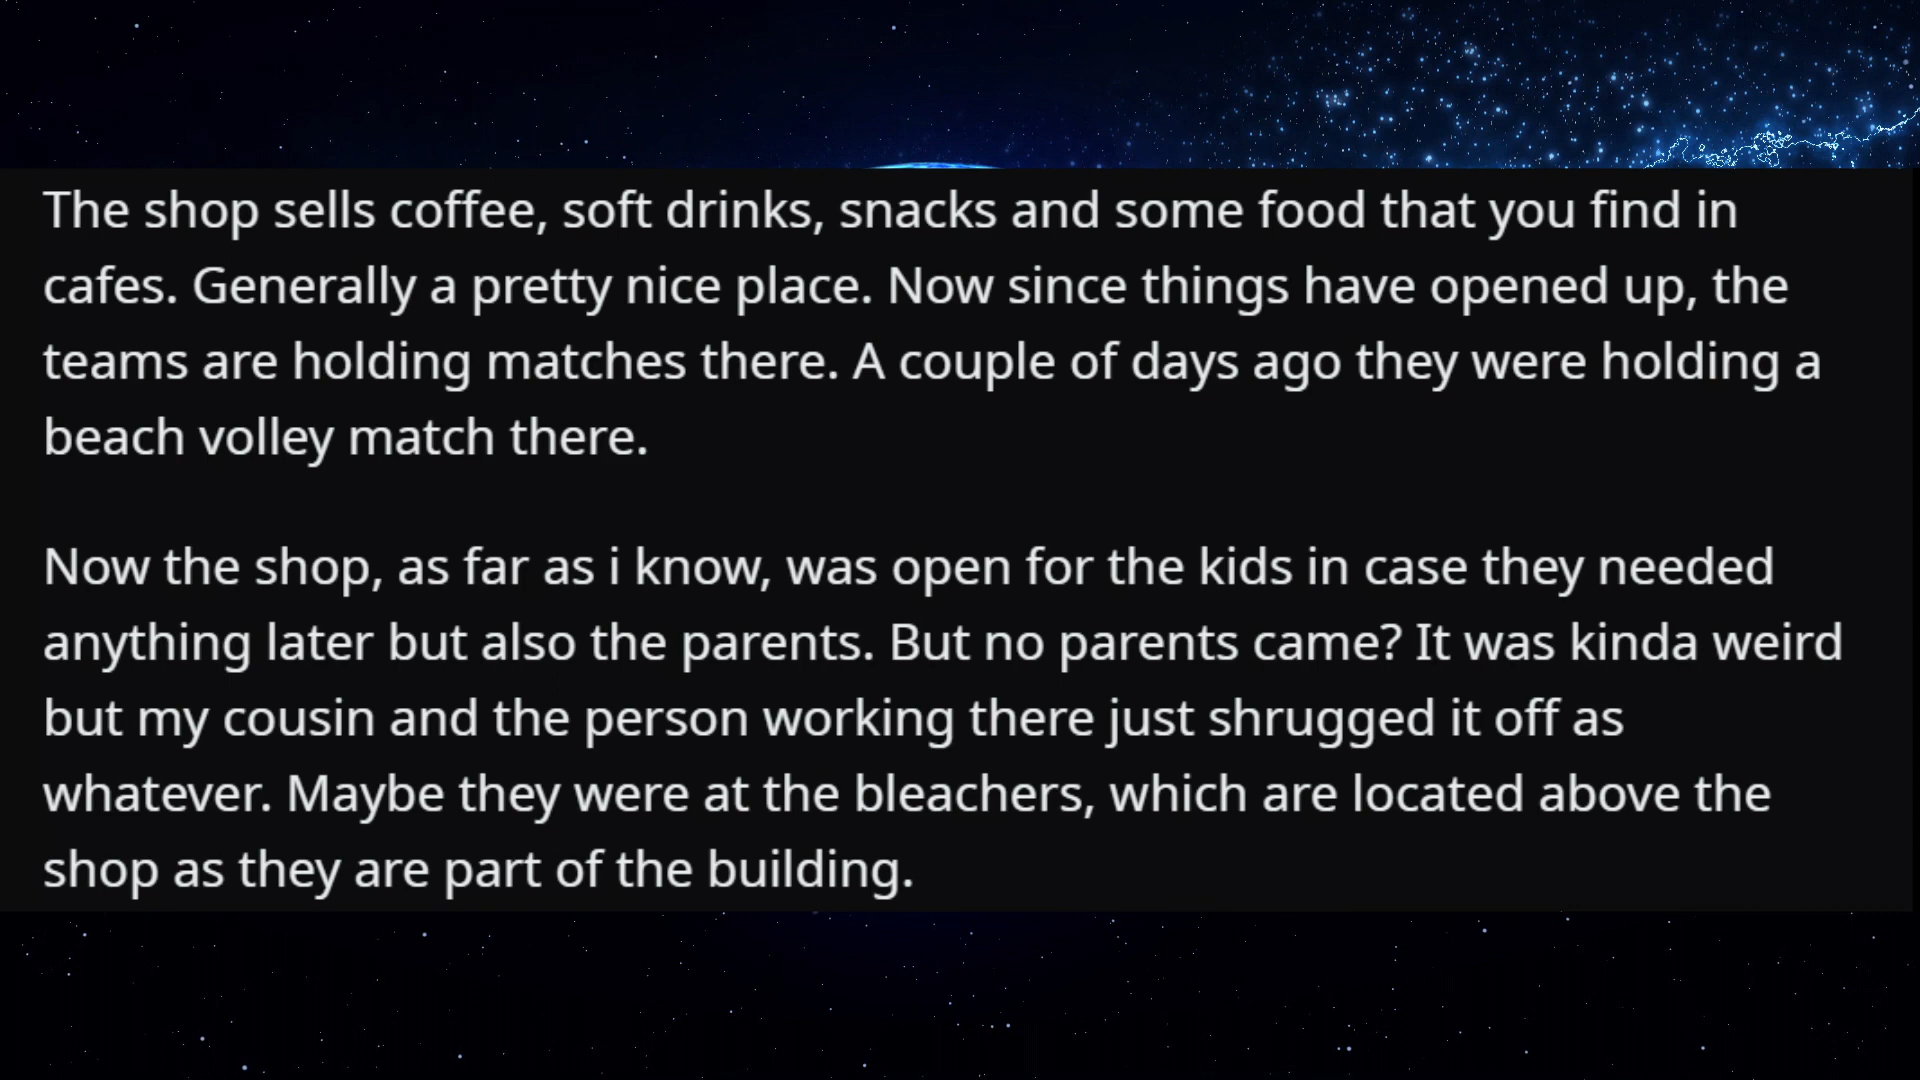 The shop sells coffee, soft drinks, snacks and some food that you find in
cafes. Generally a pretty nice place. Now since things have opened up, the
teams are holding matches there. A couple of days ago they were holding a
beach volley match there.
Now the shop, as far as i know, was open for the kids in case they needed
anything later but also the parents. But no parents came? It was kinda weird
but my cousin and the person working there just shrugged it off as
whatever. Maybe they were at the bleachers, which are located above the
shop as they are part of the building.